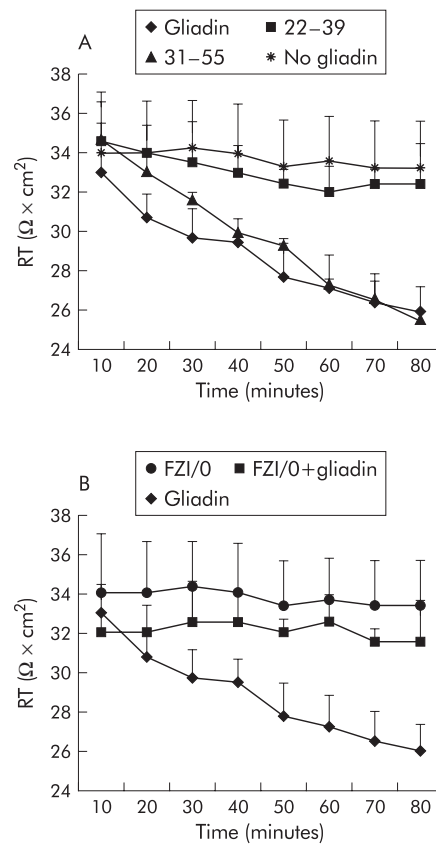 A
Gliadin 22–39
31–55 No gliadin
38
36
34
32
30
28
26
24
RT (Ω × cm²)
10 20 30 40 50 60 70 80
Time (minutes)
B
FZI/0 FZI/0+gliadin
Gliadin
38
36
34
32
30
28
26
24
RT (Ω × cm²)
10 20 30 40 50 60 70 80
Time (minutes)